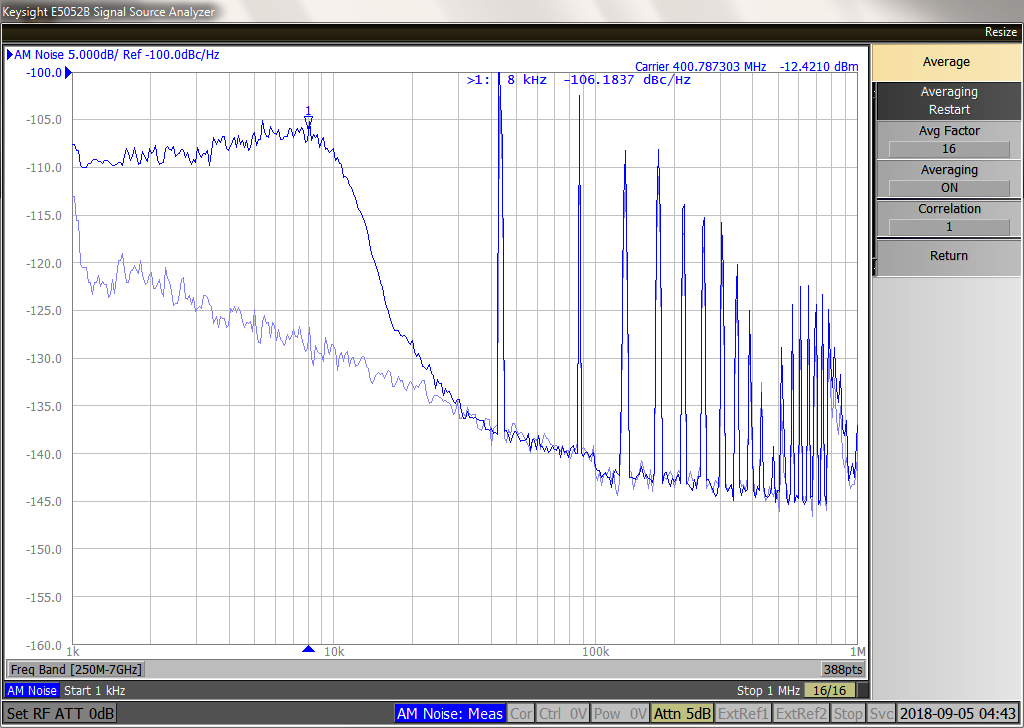 Keysight E5052B Signal Source Analyzer
Resize
AM Noise 5.000dB/ Ref -100.0dBc/Hz
Carrier 400.787303 MHz -12.4210 dBm
>1: 8 kHz -106.1837 dBc/Hz
1
-100.0
-105.0
-110.0
-115.0
-120.0
-125.0
-130.0
-135.0
-140.0
-145.0
-150.0
-155.0
-160.0
1k 10k 100k 1M
Average
Averaging
Restart
Avg Factor
16
Averaging
ON
Correlation
1
Return
Freq Band [250M-7GHz] 388pts
AM Noise Start 1 kHz Stop 1 MHz 16/16
Set RF ATT 0dB AM Noise: Meas Cor Ctrl 0V Pow 0V Attn 5dB ExtRef1 ExtRef2 Stop Svc 2018-09-05 04:43